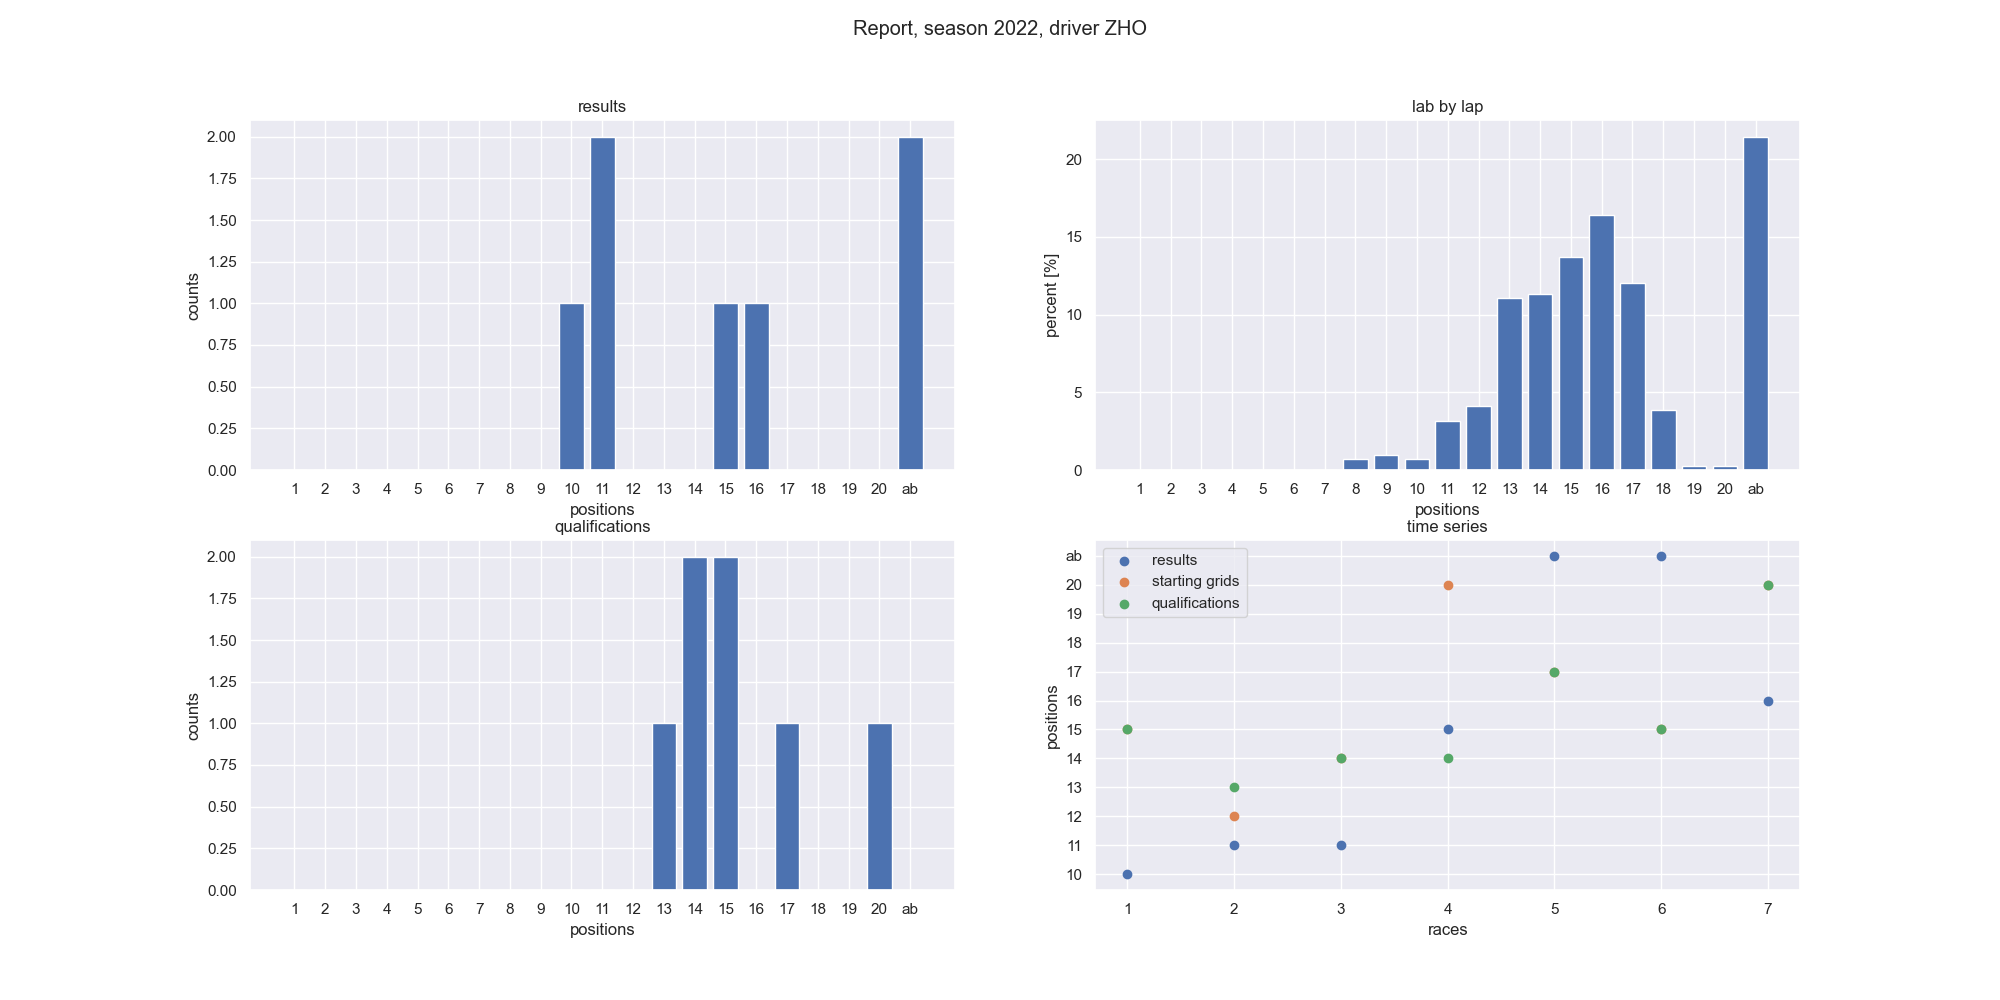 Report, season 2022, driver ZHO
results
2.00
1.75
1.50
1.25
1.00
0.75
0.50
0.25
0.00
counts
1 2 3 4 5 6 7 8 9 10 11 12 13 14 15 16 17 18 19 20 ab
positions
lab by lap
20
15
10
5
0
percent [%]
1 2 3 4 5 6 7 8 9 10 11 12 13 14 15 16 17 18 19 20 ab
positions
qualifications
2.00
1.75
1.50
1.25
1.00
0.75
0.50
0.25
0.00
counts
1 2 3 4 5 6 7 8 9 10 11 12 13 14 15 16 17 18 19 20 ab
positions
time series
results
starting grids
qualifications
ab
20
19
18
17
16
15
14
13
12
11
10
positions
1 2 3 4 5 6 7
races